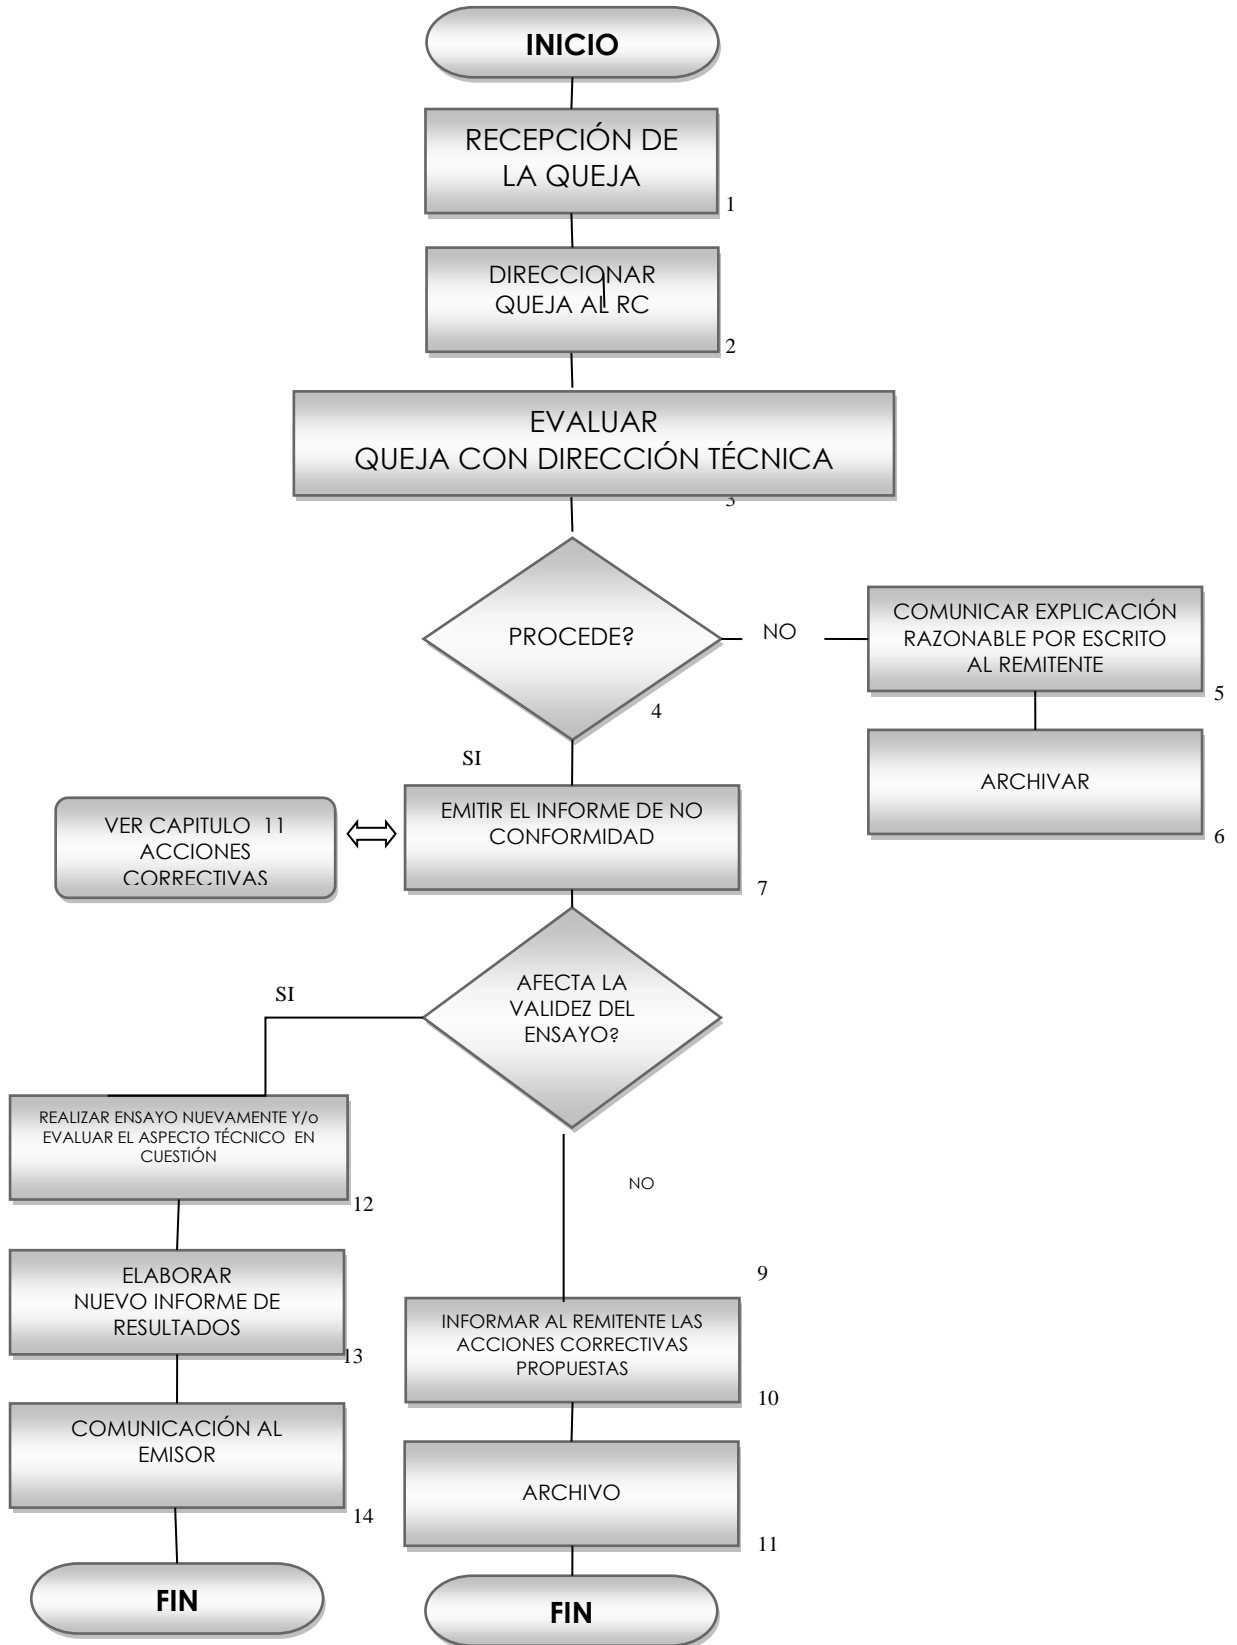 INICIO
RECEPCIÓN DE
LA QUEJA
1
DIRECCIONAR
QUEJA AL RC
2
EVALUAR
QUEJA CON DIRECCIÓN TÉCNICA
3
PROCEDE?
4
NO
COMUNICAR EXPLICACIÓN
RAZONABLE POR ESCRITO
AL REMITENTE
5
ARCHIVAR
6
SI
EMITIR EL INFORME DE NO
CONFORMIDAD
7
VER CAPITULO 11
ACCIONES
CORRECTIVAS
AFECTA LA
VALIDEZ DEL
ENSAYO?
SI
REALIZAR ENSAYO NUEVAMENTE Y/o
EVALUAR EL ASPECTO TÉCNICO EN
CUESTIÓN
12
ELABORAR
NUEVO INFORME DE
RESULTADOS
13
COMUNICACIÓN AL
EMISOR
14
FIN
NO
9
INFORMAR AL REMITENTE LAS
ACCIONES CORRECTIVAS
PROPUESTAS
10
ARCHIVO
11
FIN